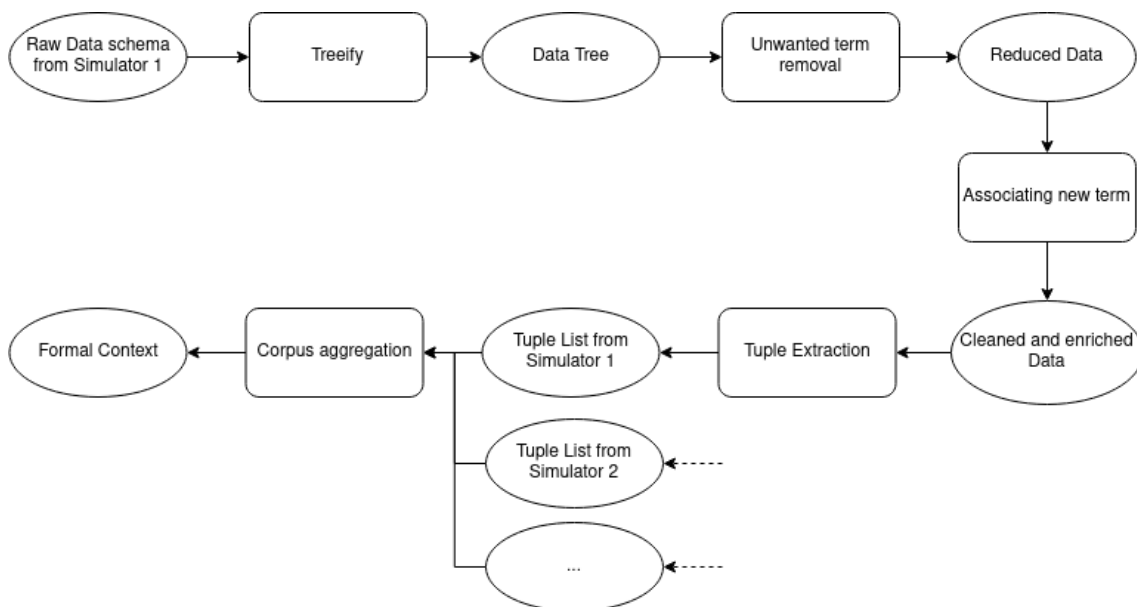 Raw Data schema
from Simulator 1
Treeify
Data Tree
Unwanted term
removal
Reduced Data
Associating new term
Cleaned and enriched
Data
Tuple Extraction
Tuple List from
Simulator 1
Corpus aggregation
Formal Context
Tuple List from
Simulator 2
...